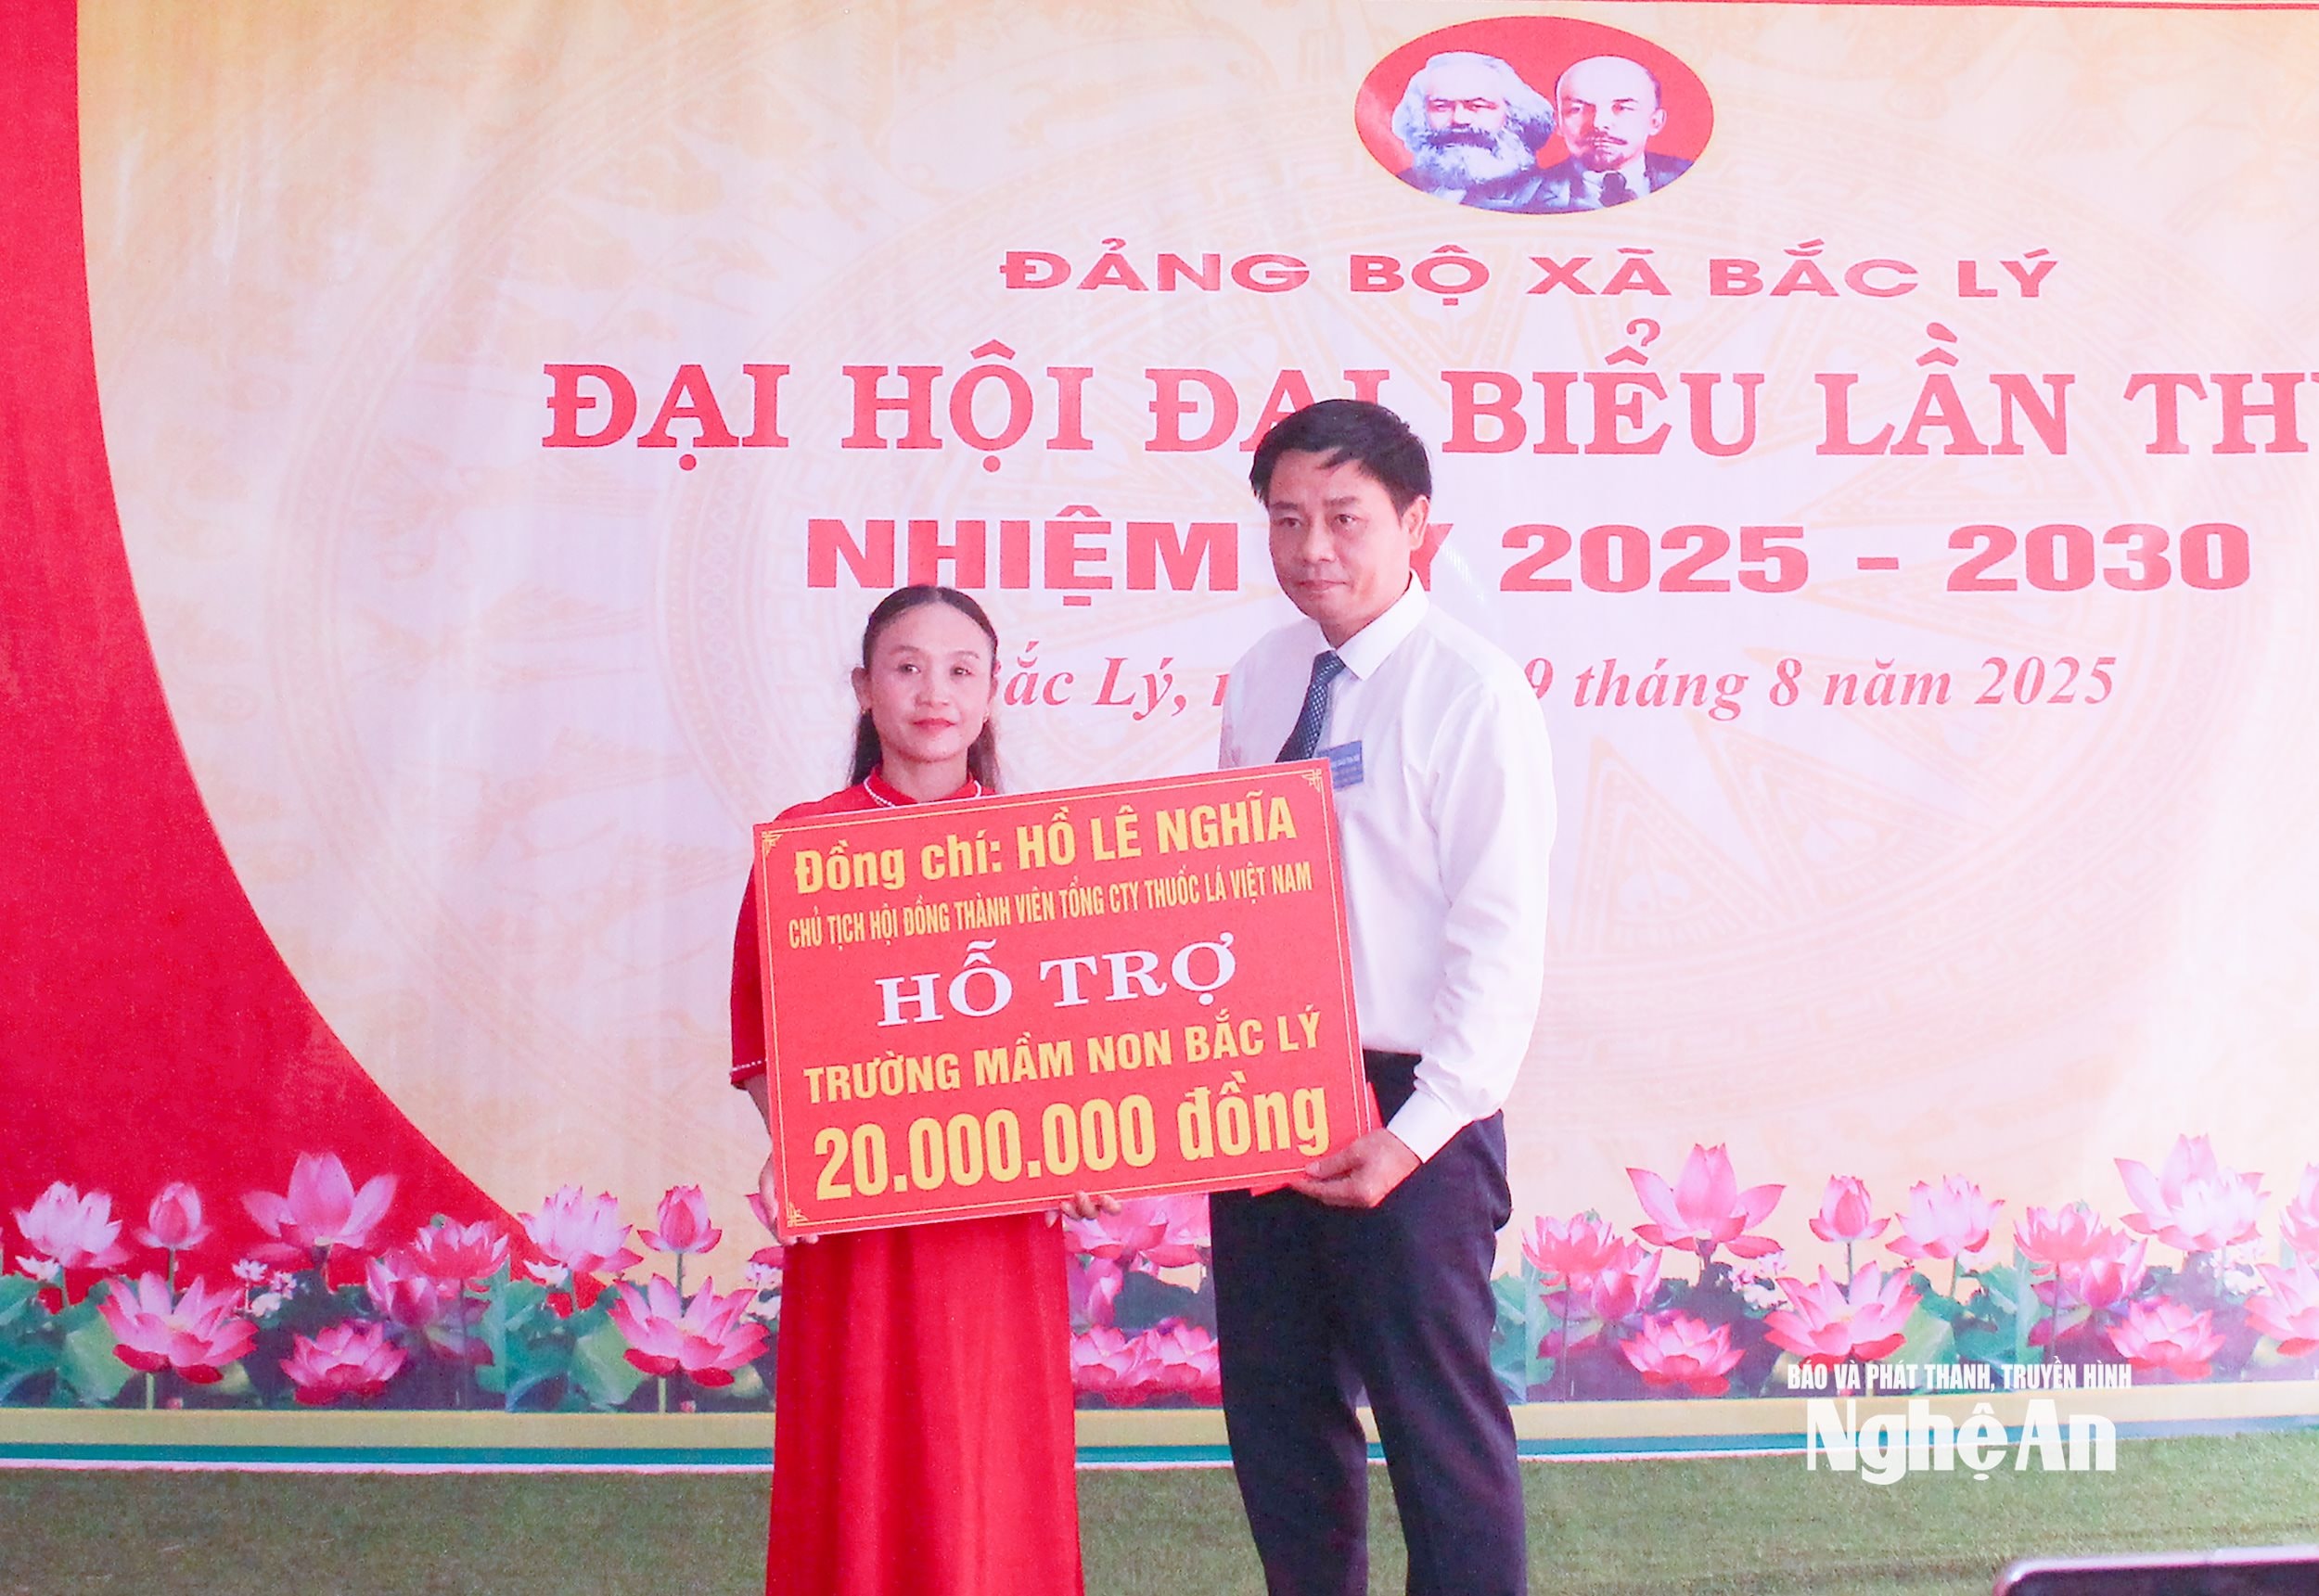 ĐẢNG BỘ XÃ BẮC LÝ
ĐẠI HỘI ĐẠI BIỂU LẦN
NHIỆM 2025 - 2030
Lý, tháng 8 năm 2025
Đồng chí: HỒ LÊ NGHĨA
CHỦ TỊCH HỘI ĐỒNG THÀNH VIÊN TỔNG CTY THUỐC LÁ VIỆT NAM
HỖ TRỢ
TRƯỜNG MẦM NON BẮC LÝ
20.000.000 đồng
BÁO VÀ PHÁT THANH, TRUYỀN HÌNH
Nghệ An